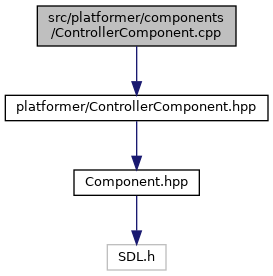 src/platformer/components
/ControllerComponent.cpp
platformer/ControllerComponent.hpp
Component.hpp
SDL.h